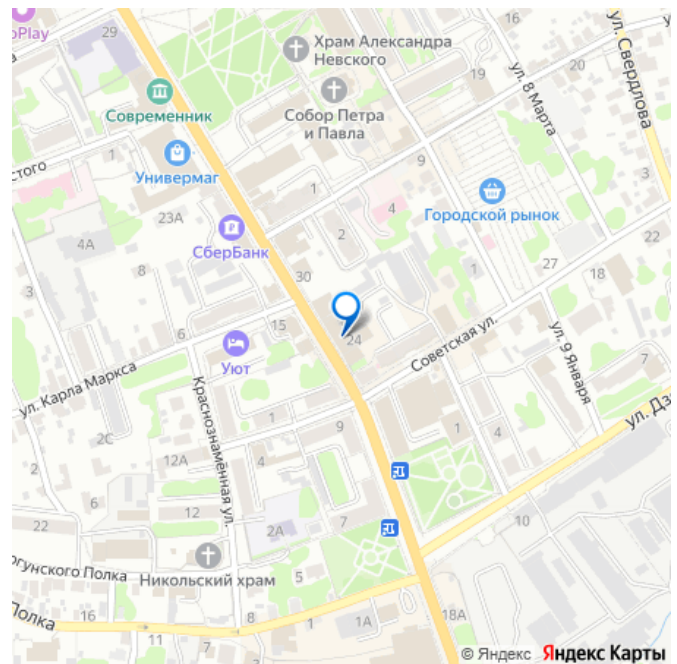 oPlay
29
Современник
Универмаг
СберБанк
Храм Александра
Невского
Собор Петра
и Павла
16
20
19
ул. 8 Марта
ул. Свердлова
3
9
Городской рынок
4
1
2
1
стого
23А
4А
8
3
30
22
27
18
6
15
Уют
24
Советская ул.
ул. 9 Января
7
ул. Дз
ул. Карла Маркса
Краснознамённая ул.
2С
12А
4
1
9
1
4
12
2А
7
10
22
16
Никольский храм
5
ргунского Полка
Полка
11
7
1
1А
18А
© Яндекс Яндекс Карты